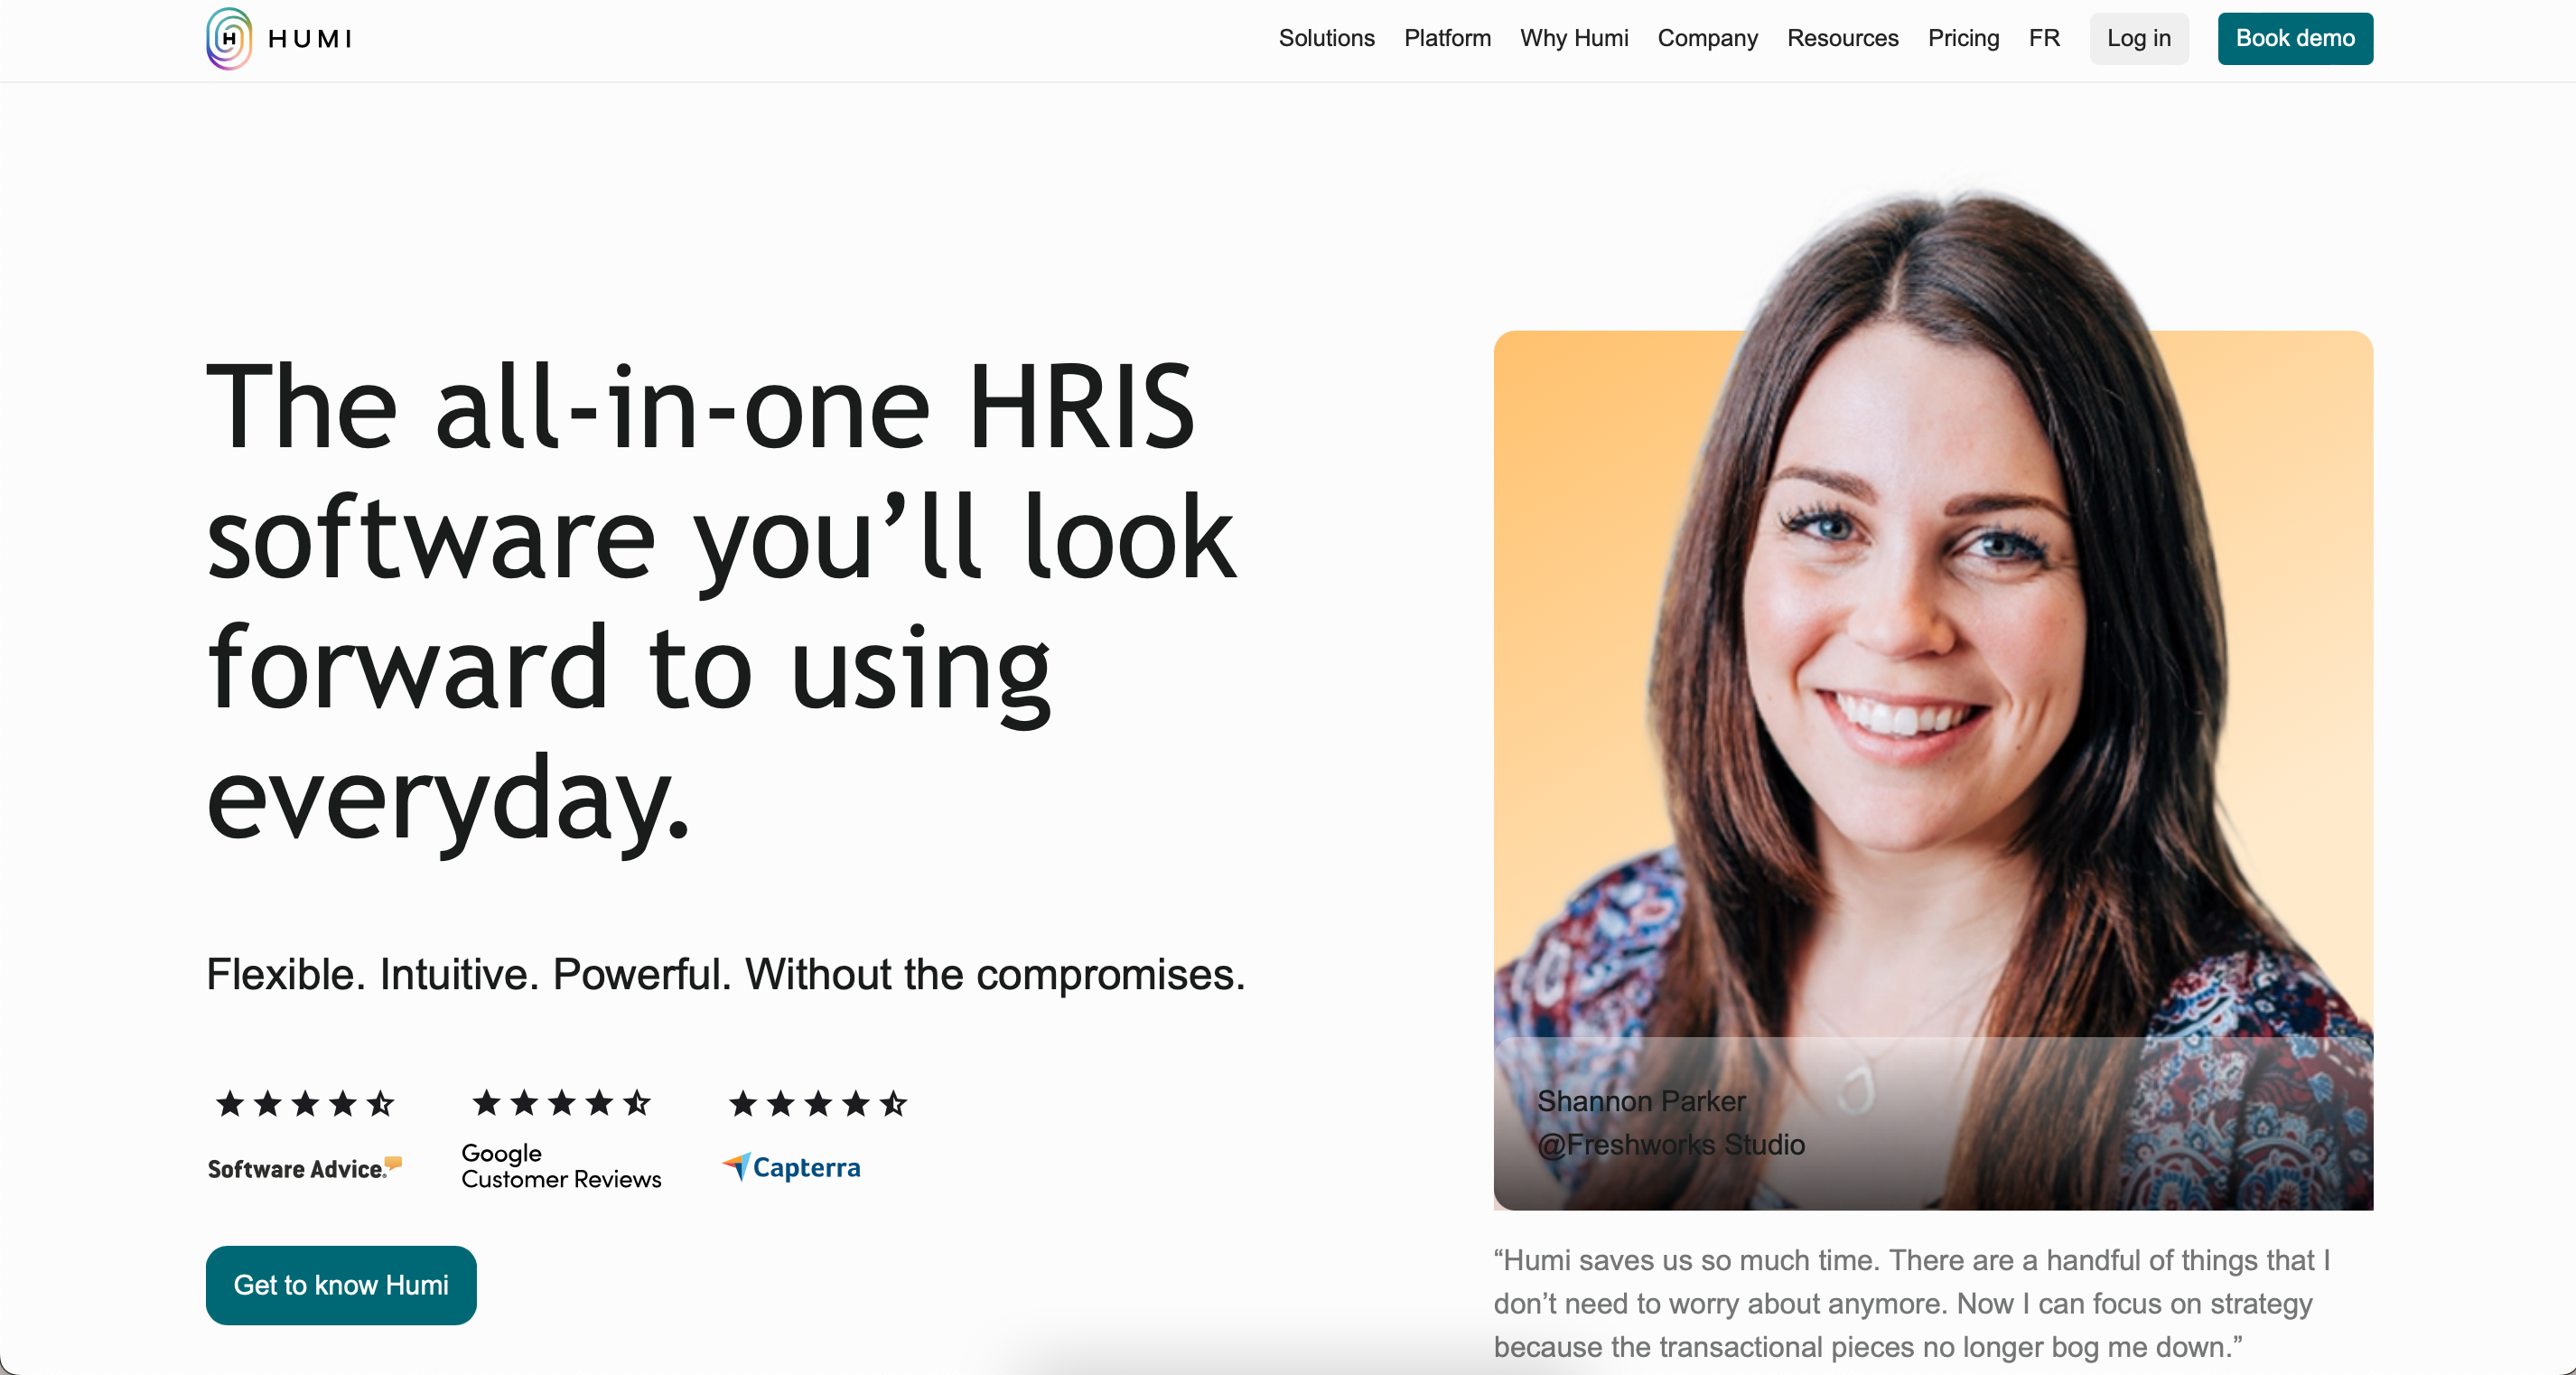 H HUMI
Solutions Platform Why Humi Company Resources Pricing FR Log in Book demo
The all-in-one HRIS
software you’ll look
forward to using
everyday.
Flexible. Intuitive. Powerful. Without the compromises.
Software Advice.
Google
Customer Reviews
Capterra
Get to know Humi
Shannon Parker
@Freshworks Studio
“Humi saves us so much time. There are a handful of things that I
don’t need to worry about anymore. Now I can focus on strategy
because the transactional pieces no longer bog me down.”